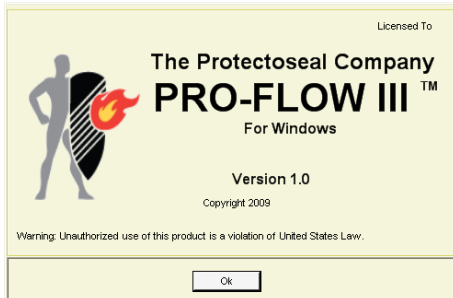 Licensed To
The Protectoseal Company
PRO-FLOW III ™
For Windows
Version 1.0
Copyright 2009
Warning: Unauthorized use of this product is a violation of United States Law.
Ok